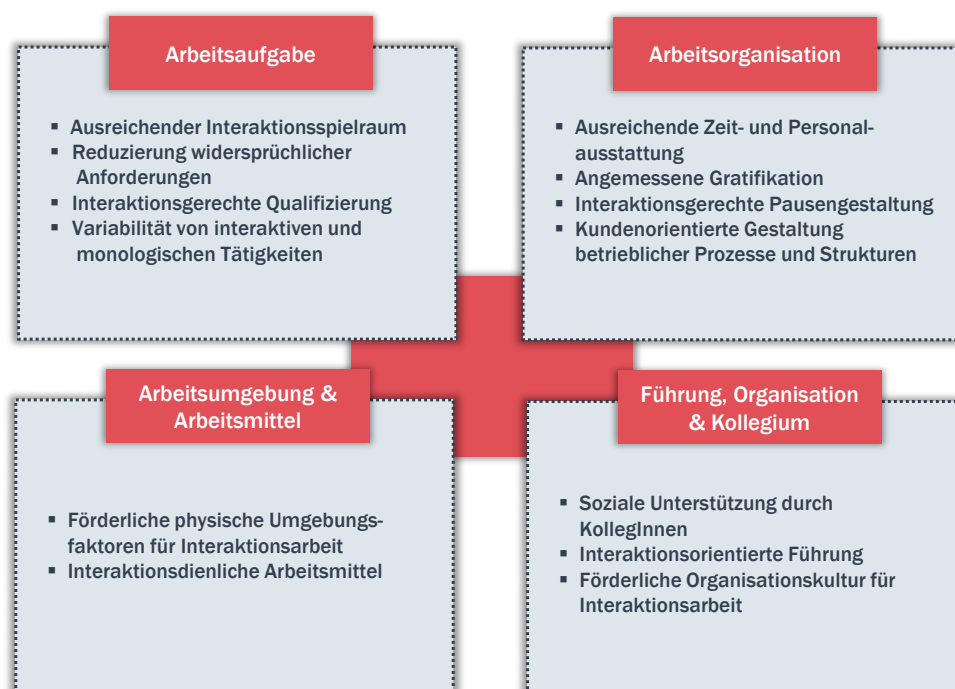 Arbeitsaufgabe
▪ Ausreichender Interaktionsspielraum
▪ Reduzierung widersprüchlicher
Anforderungen
▪ Interaktionsgerechte Qualifizierung
▪ Variabilität von interaktiven und
monologischen Tätigkeiten
Arbeitsorganisation
▪ Ausreichende Zeit- und Personal-
ausstattung
▪ Angemessene Gratifikation
▪ Interaktionsgerechte Pausengestaltung
▪ Kundenorientierte Gestaltung
betrieblicher Prozesse und Strukturen
Arbeitsumgebung &
Arbeitsmittel
▪ Förderliche physische Umgebungs-
faktoren für Interaktionsarbeit
▪ Interaktionsdienliche Arbeitsmittel
Führung, Organisation
& Kollegium
▪ Soziale Unterstützung durch
KollegInnen
▪ Interaktionsorientierte Führung
▪ Förderliche Organisationskultur für
Interaktionsarbeit